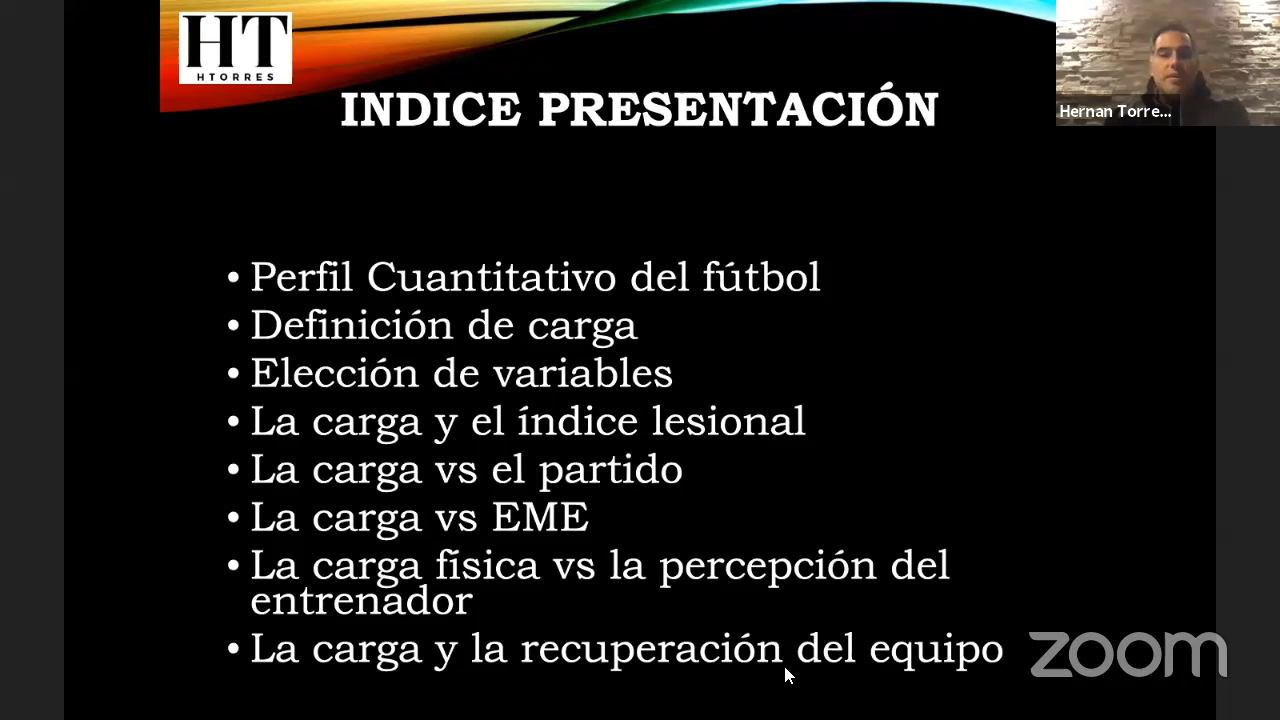 HT
HTORRES
INDICE PRESENTACIÓN
Hernan Torre...
• Perfil Cuantitativo del fútbol
• Definición de carga
• Elección de variables
• La carga y el índice lesional
• La carga vs el partido
• La carga vs EME
• La carga física vs la percepción del
entrenador
• La carga y la recuperación del equipo
zoom